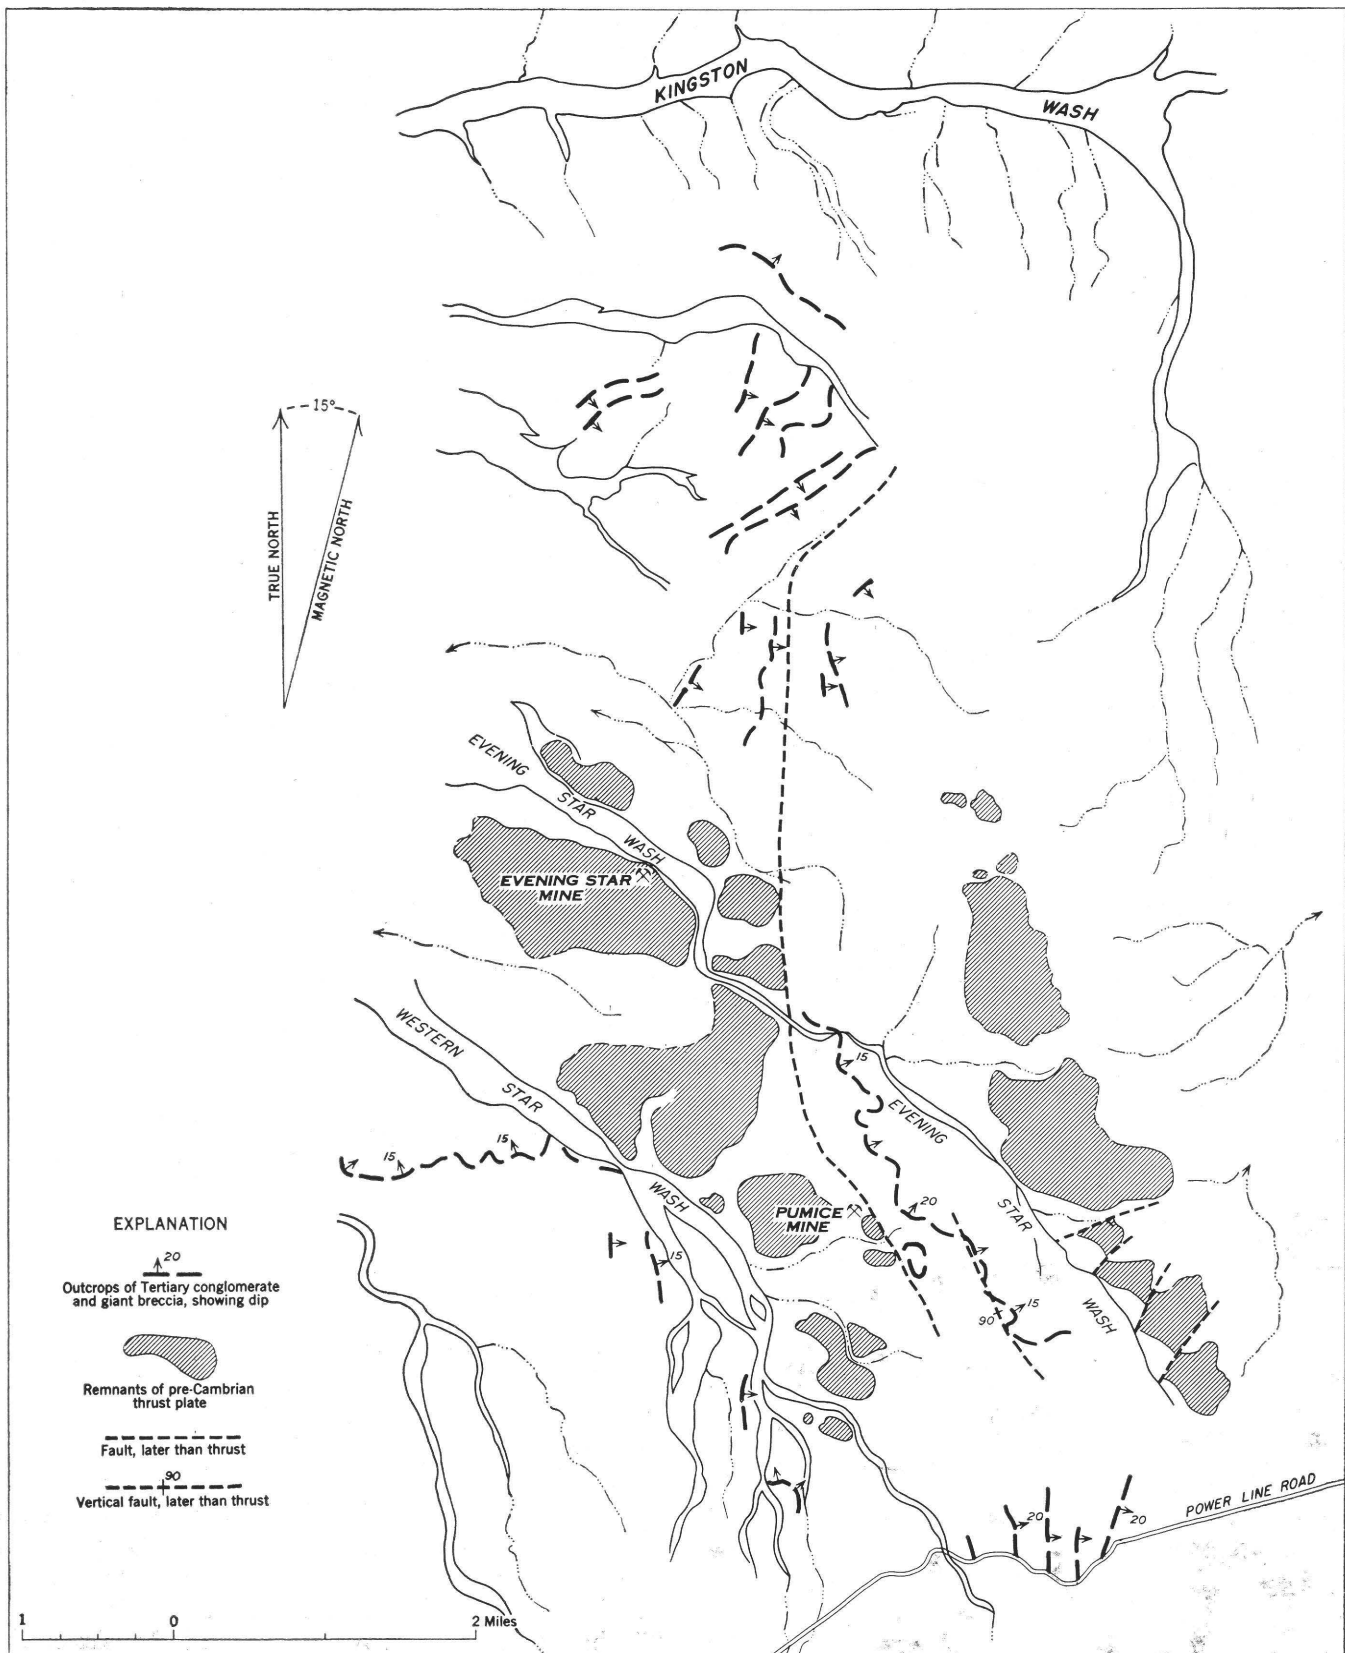 KINGSTON
WASH
15°
TRUE NORTH
MAGNETIC NORTH
EVENING
STAR
WASH
EVENING STAR
MINE
WESTERN
STAR
WASH
15
EVENING
STAR
WASH
15
15
20
PUMICE
MINE
15
15
90
EXPLANATION
20
Outcrops of Tertiary conglomerate
and giant breccia, showing dip
Remnants of pre-Cambrian
thrust plate
Fault, later than thrust
90
Vertical fault, later than thrust
20
20
POWER LINE ROAD
1 0 2 Miles